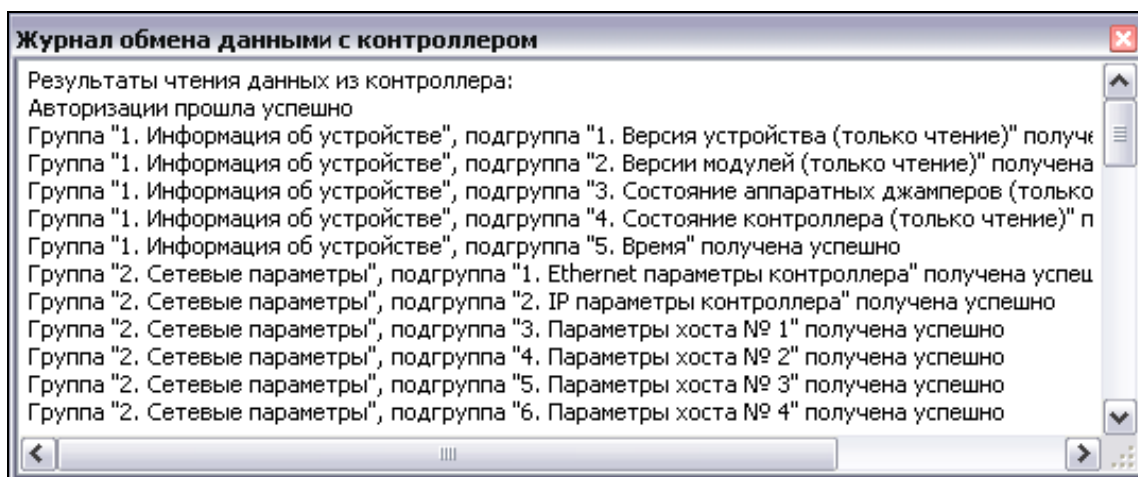 Журнал обмена данными с контроллером
Результаты чтения данных из контроллера:
Авторизации прошла успешно
Группа "1. Информация об устройстве", подгруппа "1. Версия устройства (только чтение)" получе
Группа "1. Информация об устройстве", подгруппа "2. Версии модулей (только чтение)" получена
Группа "1. Информация об устройстве", подгруппа "3. Состояние аппаратных джамперов (только
Группа "1. Информация об устройстве", подгруппа "4. Состояние контроллера (только чтение)" п
Группа "1. Информация об устройстве", подгруппа "5. Время" получена успешно
Группа "2. Сетевые параметры", подгруппа "1. Ethernet параметры контроллера" получена успеш
Группа "2. Сетевые параметры", подгруппа "2. IP параметры контроллера" получена успешно
Группа "2. Сетевые параметры", подгруппа "3. Параметры хоста № 1" получена успешно
Группа "2. Сетевые параметры", подгруппа "4. Параметры хоста № 2" получена успешно
Группа "2. Сетевые параметры", подгруппа "5. Параметры хоста № 3" получена успешно
Группа "2. Сетевые параметры", подгруппа "6. Параметры хоста № 4" получена успешно